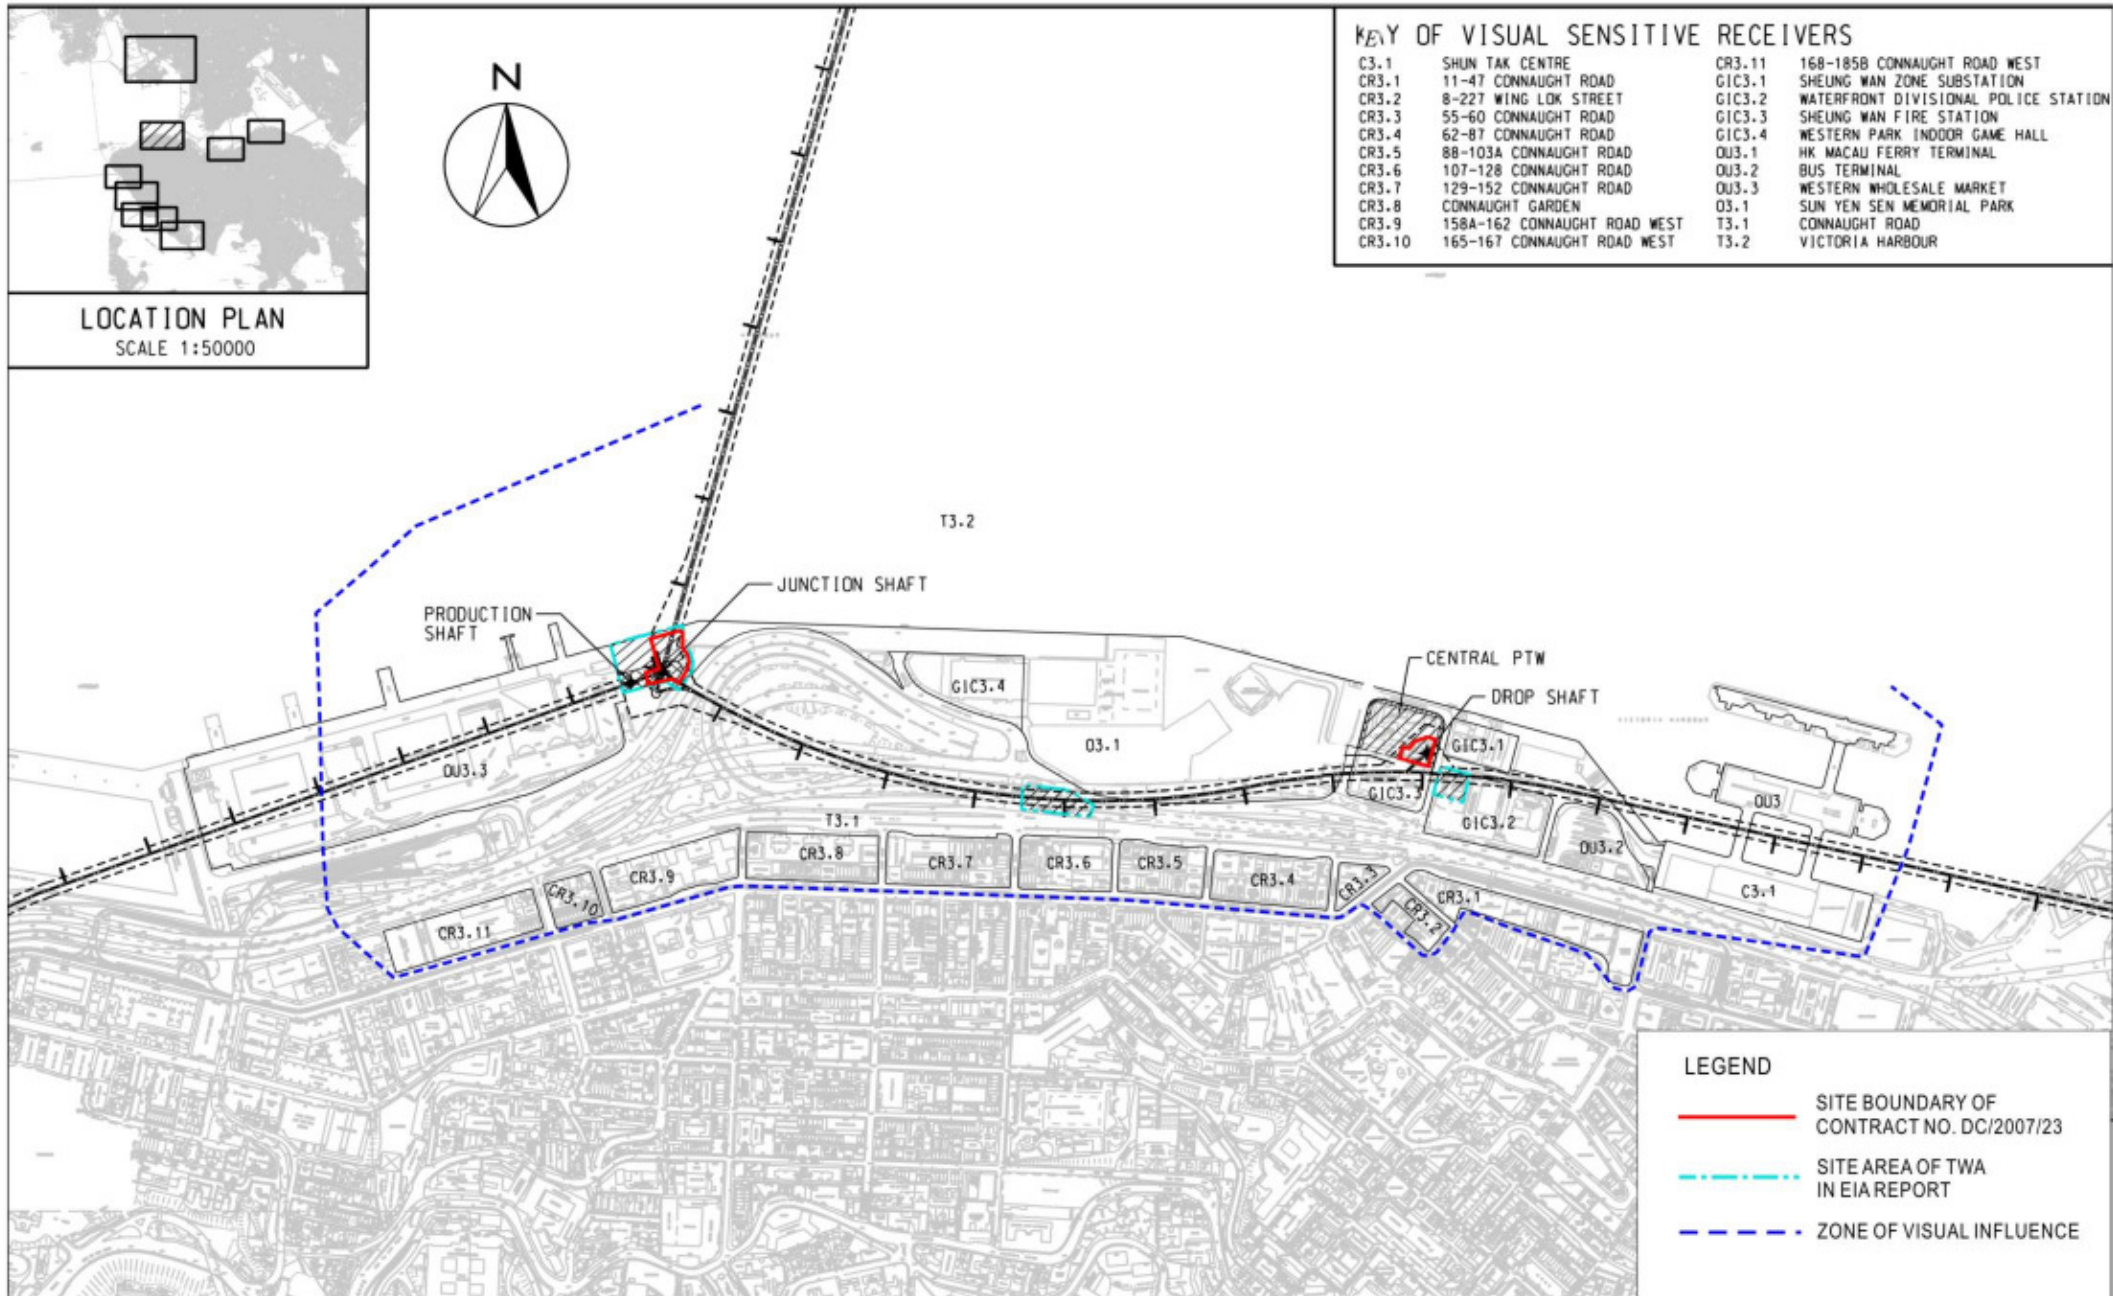 KEY OF VISUAL SENSITIVE RECEIVERS
C3.1 SHUN TAK CENTRE
CR3.1 11-47 CONNAUGHT ROAD
CR3.2 8-227 WING LOK STREET
CR3.3 55-60 CONNAUGHT ROAD
CR3.4 62-87 CONNAUGHT ROAD
CR3.5 88-103A CONNAUGHT ROAD
CR3.6 107-128 CONNAUGHT ROAD
CR3.7 129-152 CONNAUGHT ROAD
CR3.8 CONNAUGHT GARDEN
CR3.9 158A-162 CONNAUGHT ROAD WEST
CR3.10 165-167 CONNAUGHT ROAD WEST
CR3.11 168-185B CONNAUGHT ROAD WEST
GIC3.1 SHEUNG WAN ZONE SUBSTATION
GIC3.2 WATERFRONT DIVISIONAL POLICE STATION
GIC3.3 SHEUNG WAN FIRE STATION
GIC3.4 WESTERN PARK INDOOR GAME HALL
OU3.1 HK MACAU FERRY TERMINAL
OU3.2 BUS TERMINAL
OU3.3 WESTERN WHOLESALE MARKET
O3.1 SUN YEN SEN MEMORIAL PARK
T3.1 CONNAUGHT ROAD
T3.2 VICTORIA HARBOUR
N
LOCATION PLAN
SCALE 1:50000
T3.2
JUNCTION SHAFT
PRODUCTION
SHAFT
CENTRAL PTW
DROP SHAFT
GIC3.4
VICTORIA HARBOUR
O3.1
GIC3.1
OU3.3
GIC3.3
OU3
T3.1
GIC3.2
OU3.2
CR3.8
CR3.7
CR3.6
CR3.5
CR3.4
CR3.3
CR3.9
CR3.1
C3.1
CR3.10
CR3.2
CR3.11
LEGEND
SITE BOUNDARY OF
CONTRACT NO. DC/2007/23
SITE AREA OF TWA
IN EIA REPORT
ZONE OF VISUAL INFLUENCE